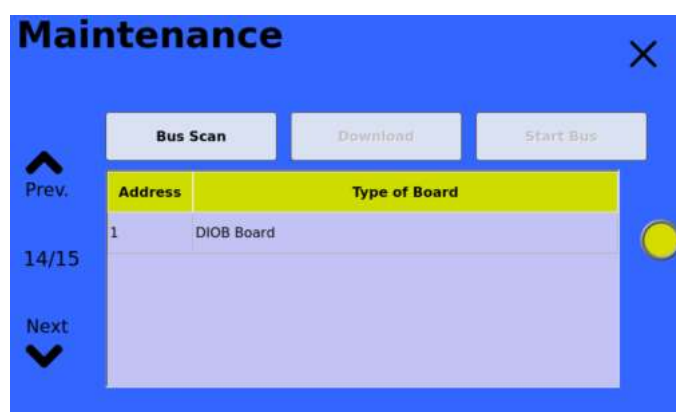 Maintenance
Bus Scan Download Start Bus
Prev.
Address Type of Board
1 DIOB Board
14/15
Next